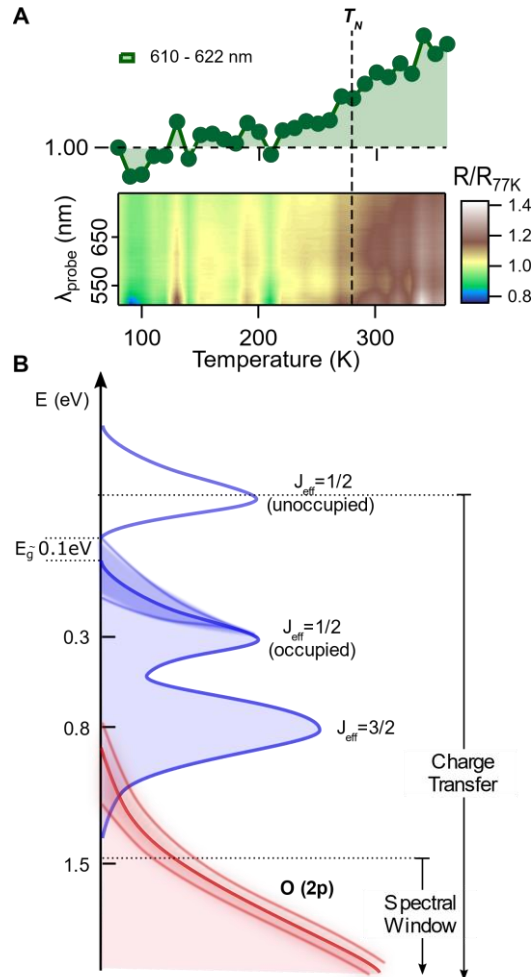 A
T_N
610 - 622 nm
1.00
R/R_77K
λ_probe (nm)
650
550
1.4
1.2
1.0
0.8
100
200
300
Temperature (K)
B
E (eV)
J_eff=1/2
(unoccupied)
E_g~0.1eV
0.3
J_eff=1/2
(occupied)
0.8
J_eff=3/2
Charge
Transfer
1.5
O (2p)
Spectral
Window